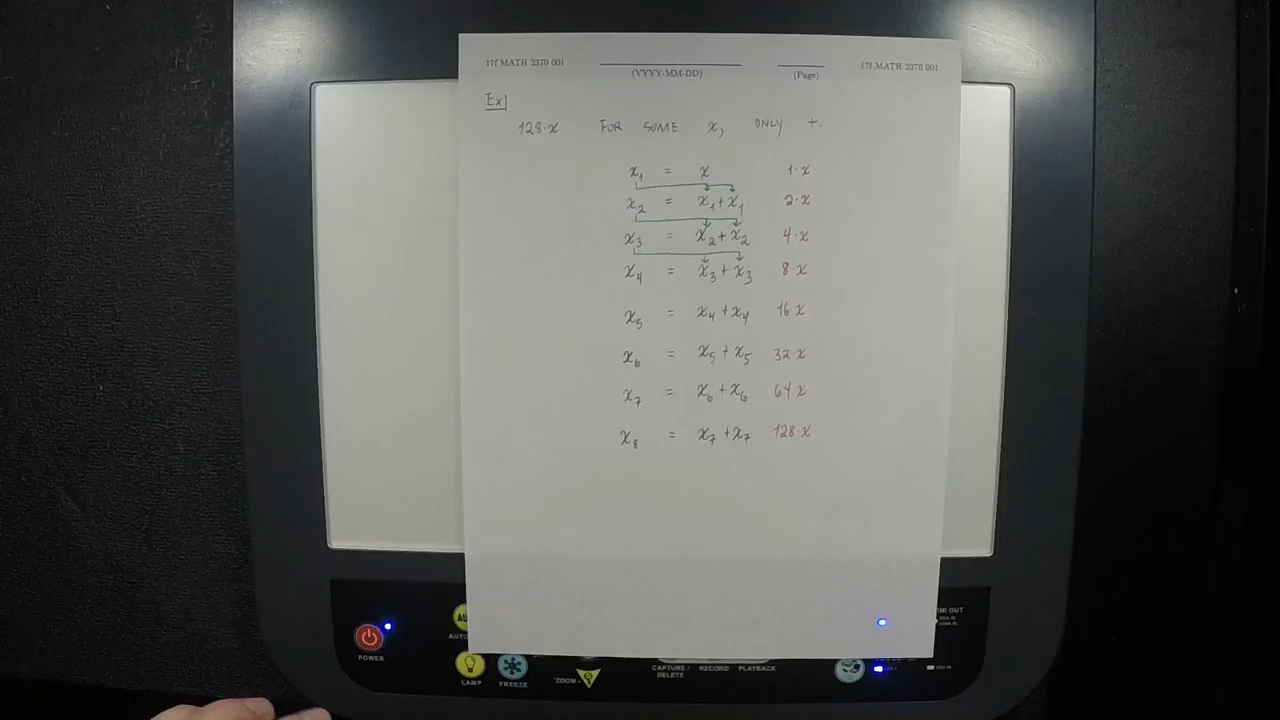 17f MATH 2370 001 (YYYY-MM-DD) (Page) 17f MATH 2370 001
Ex
128·x FOR SOME x, ONLY +.
x₁ = x 1·x
x₂ = x₁+x₁ 2·x
x₃ = x₂+x₂ 4·x
x₄ = x₃+x₃ 8·x
x₅ = x₄+x₄ 16·x
x₆ = x₅+x₅ 32·x
x₇ = x₆+x₆ 64·x
x₈ = x₇+x₇ 128·x
POWER
LAMP FREEZE ZOOM- CAPTURE / DELETE RECORD PLAYBACK